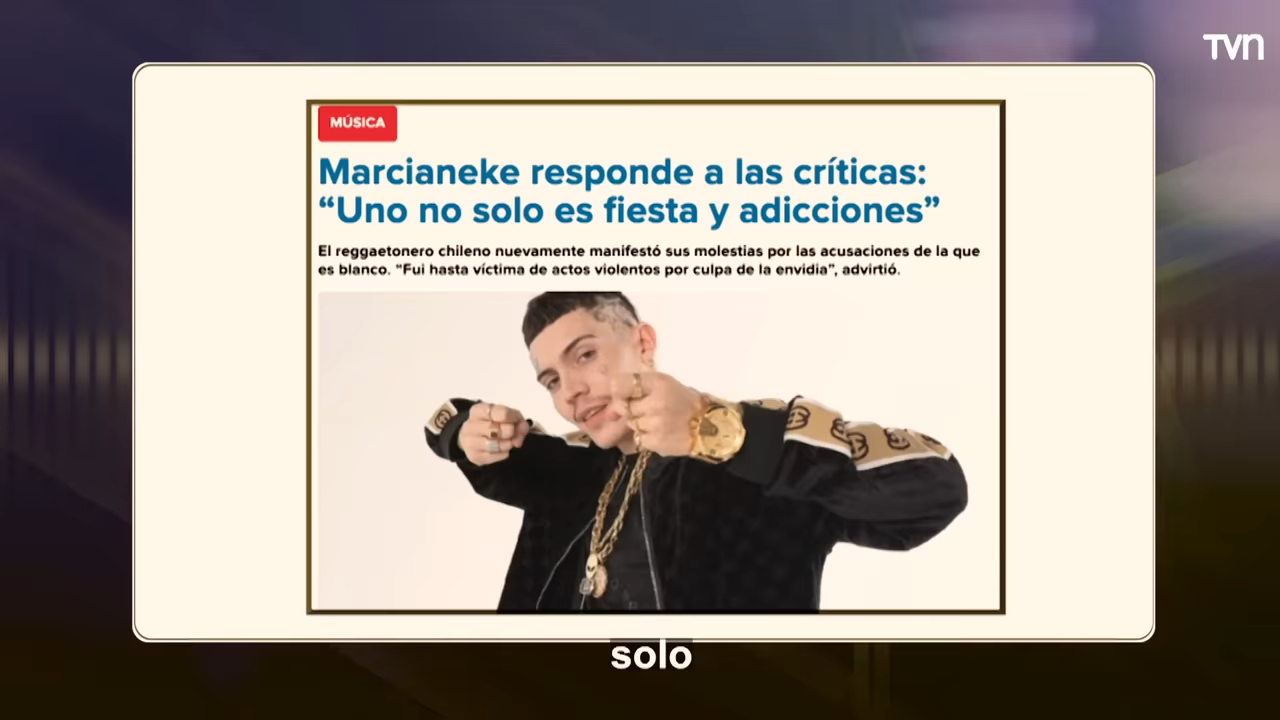 TVN
MÚSICA
Marcianeke responde a las críticas:
“Uno no solo es fiesta y adicciones”
El reggaetonero chileno nuevamente manifestó sus molestias por las acusaciones de la que
es blanco. “Fui hasta víctima de actos violentos por culpa de la envidia”, advirtió.
solo